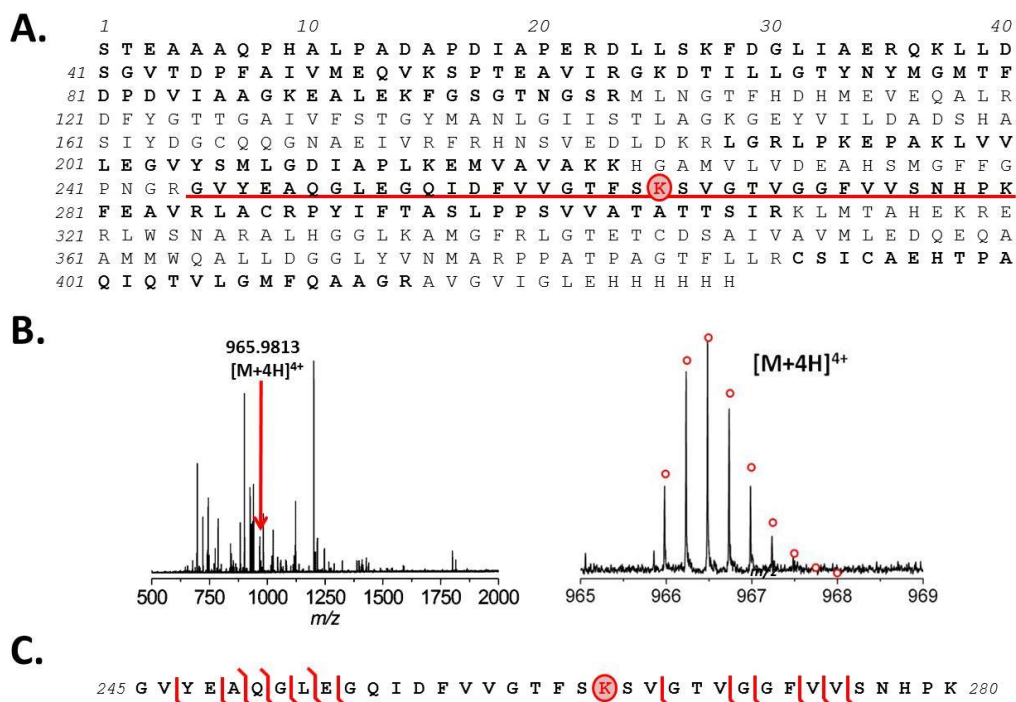 A.
1 10 20 30 40
S T E A A A Q P H A L P A D A P D I A P E R D L L S K F D G L I A E R Q K L L D
41 S G V T D P F A I V M E Q V K S P T E A V I R G K D T I L L G T Y N Y M G M T F
81 D P D V I A A G K E A L E K F G S G T N G S R M L N G T F H D H M E V E Q A L R
121 D F Y G T T G A I V F S T G Y M A N L G I I S T L A G K G E Y V I L D A D S H A
161 S I Y D G C Q Q G N A E I V R F R H N S V E D L D K R L G R L P K E P A K L V V
201 L E G V Y S M L G D I A P L K E M V A V A K K H G A M V L V D E A H S M G F F G
241 P N G R G V Y E A Q G L E G Q I D F V V G T F S K S V G T V G G F V V S N H P K
281 F E A V R L A C R P Y I F T A S L P P S V V A T A T T S I R K L M T A H E K R E
321 R L W S N A R A L H G G L K A M G F R L G T E T C D S A I V A V M L E D Q E Q A
361 A M M W Q A L L D G G L Y V N M A R P P A T P A G T F L L R C S I C A E H T P A
401 Q I Q T V L G M F Q A A G R A V G V I G L E H H H H H H
B.
965.9813
[M+4H]4+
500 750 1000 1250 1500 1750 2000
m/z
[M+4H]4+
m/z
965 966 967 968 969
C.
245 G V Y E A Q G L E G Q I D F V V G T F S K S V G T V G G F V V S N H P K 280